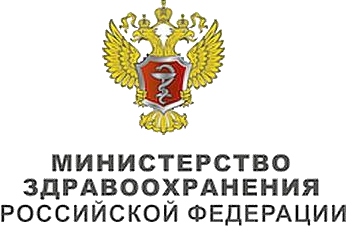 МИНИСТЕРСТВО
ЗДРАВООХРАНЕНИЯ
РОССИЙСКОЙ ФЕДЕРАЦИИ